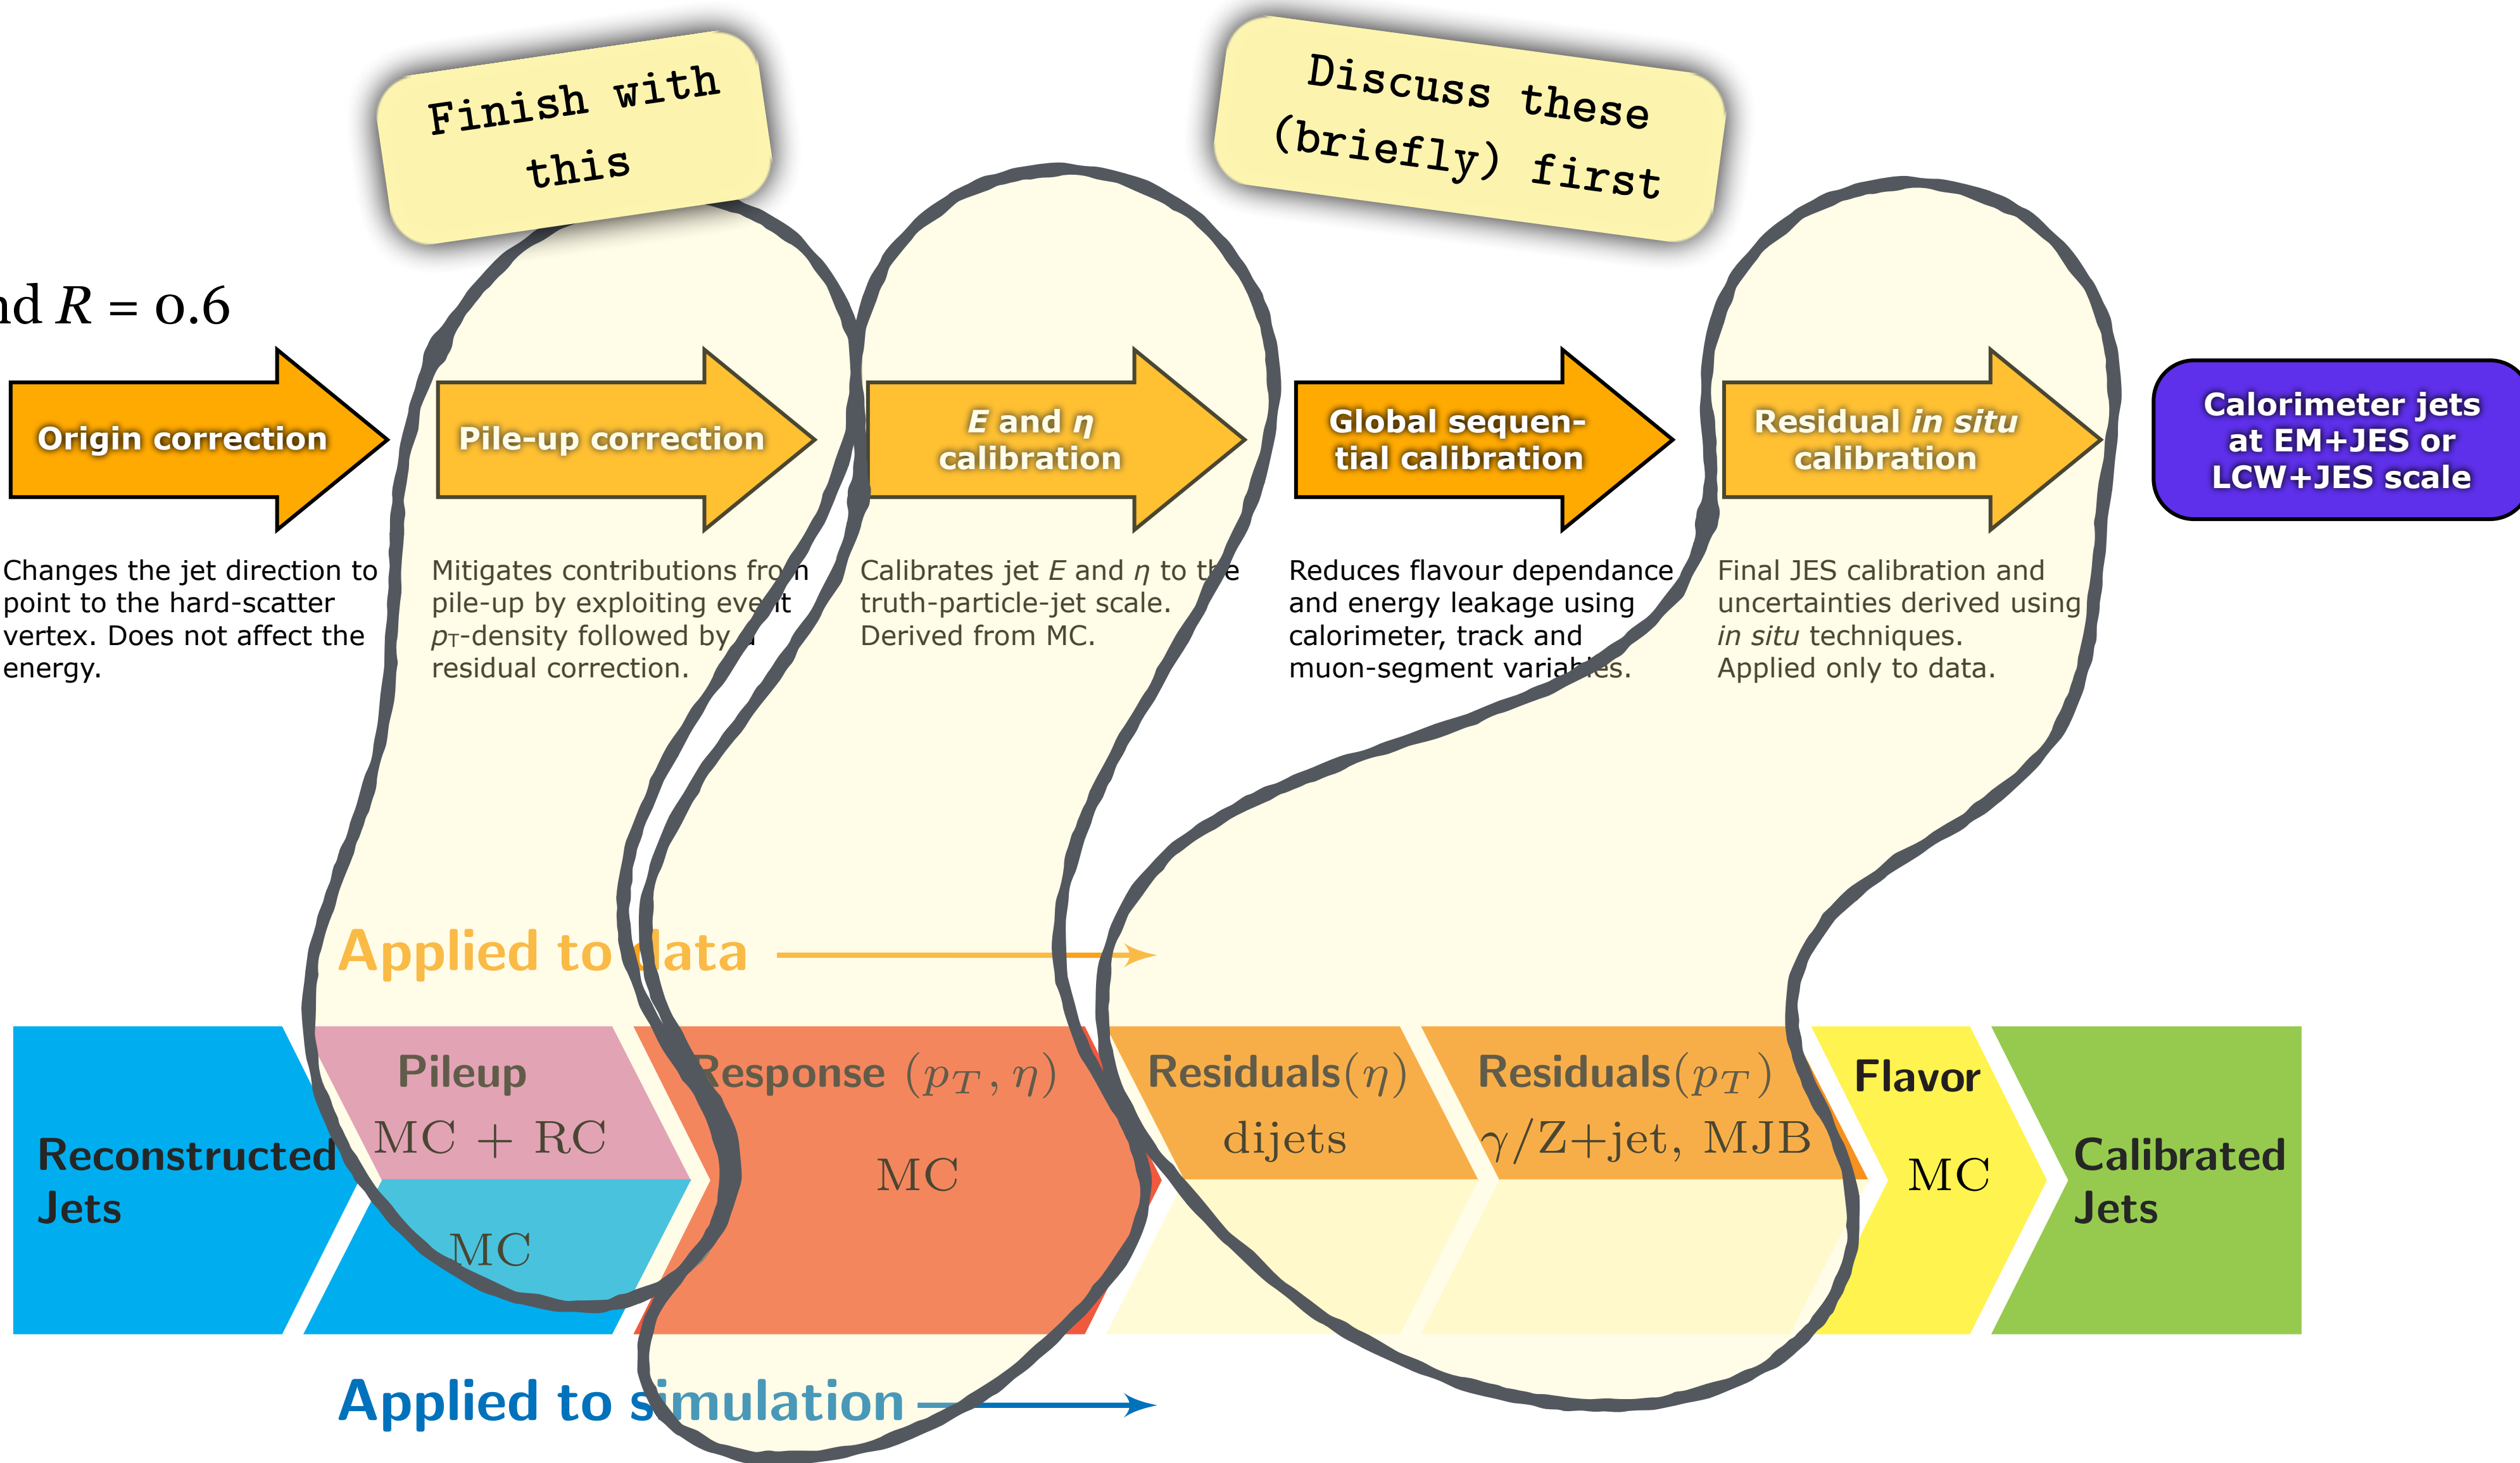 Finish with
this
Discuss these
(briefly) first
nd R = 0.6
Origin correction
Pile-up correction
E and η
calibration
Global sequen-
tial calibration
Residual in situ
calibration
Calorimeter jets
at EM+JES or
LCW+JES scale
Changes the jet direction to
point to the hard-scatter
vertex. Does not affect the
energy.
Mitigates contributions from
pile-up by exploiting event
pT-density followed by a
residual correction.
Calibrates jet E and η to the
truth-particle-jet scale.
Derived from MC.
Reduces flavour dependance
and energy leakage using
calorimeter, track and
muon-segment variables.
Final JES calibration and
uncertainties derived using
in situ techniques.
Applied only to data.
Applied to data
Reconstructed
Jets
Pileup
MC + RC
MC
Response (pT, η)
MC
Residuals(η)
dijets
Residuals(pT)
γ/Z+jet, MJB
Flavor
MC
Calibrated
Jets
Applied to simulation